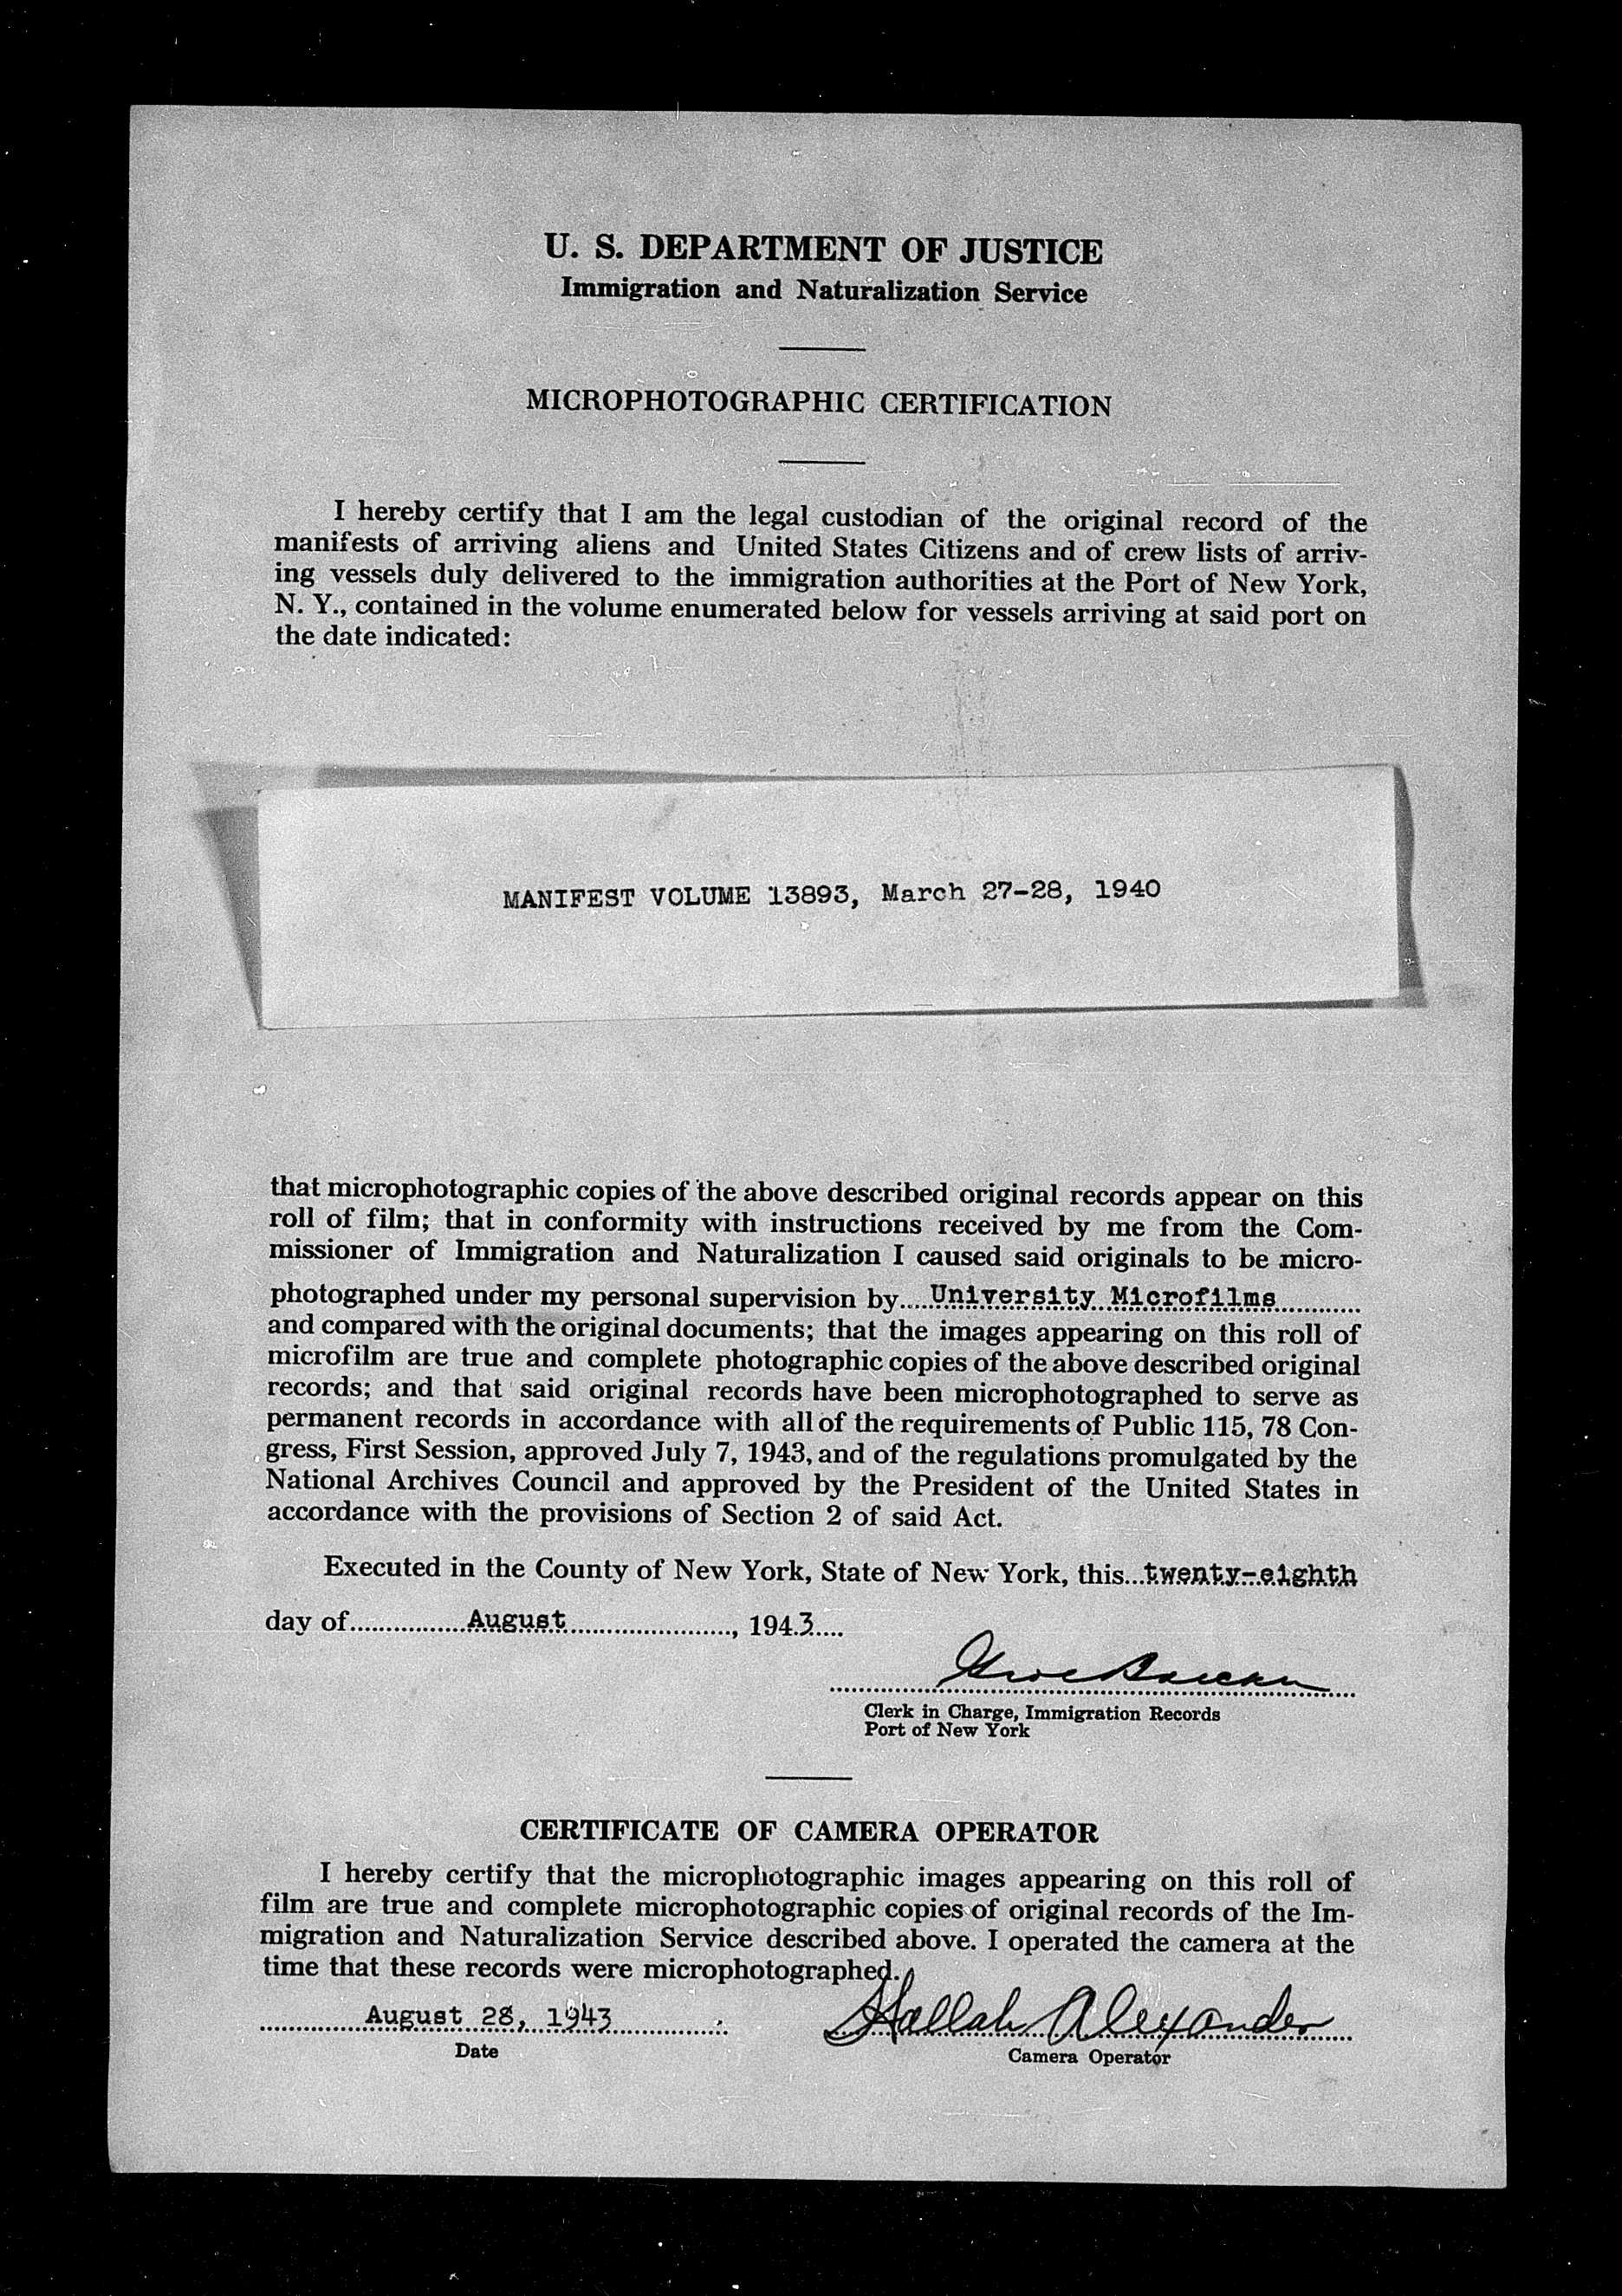 U. S. DEPARTMENT OF JUSTICE
Immigration and Naturalization Service
MICROPHOTOGRAPHIC CERTIFICATION
I hereby certify that I am the legal custodian of the original record of the
manifests of arriving aliens and United States Citizens and of crew lists of arriv-
ing vessels duly delivered to the immigration authorities at the Port of New York,
N. Y., contained in the volume enumerated below for vessels arriving at said port on
the date indicated:
MANIFEST VOLUME 13893, March 27-28, 1940
that microphotographic copies of the above described original records appear on this
roll of film; that in conformity with instructions received by me from the Com-
missioner of Immigration and Naturalization I caused said originals to be micro-
photographed under my personal supervision by.....University Microfilms............
and compared with the original documents; that the images appearing on this roll of
microfilm are true and complete photographic copies of the above described original
records; and that said original records have been microphotographed to serve as
permanent records in accordance with all of the requirements of Public 115, 78 Con-
gress, First Session, approved July 7, 1943, and of the regulations promulgated by the
National Archives Council and approved by the President of the United States in
accordance with the provisions of Section 2 of said Act.
Executed in the County of New York, State of New York, this...twenty-eighth
day of................August......................., 1943....
Clerk in Charge, Immigration Records
Port of New York
CERTIFICATE OF CAMERA OPERATOR
I hereby certify that the microphotographic images appearing on this roll of
film are true and complete microphotographic copies of original records of the Im-
migration and Naturalization Service described above. I operated the camera at the
time that these records were microphotographed.
August 28, 1943 Hallah Alexander
Date Camera Operator